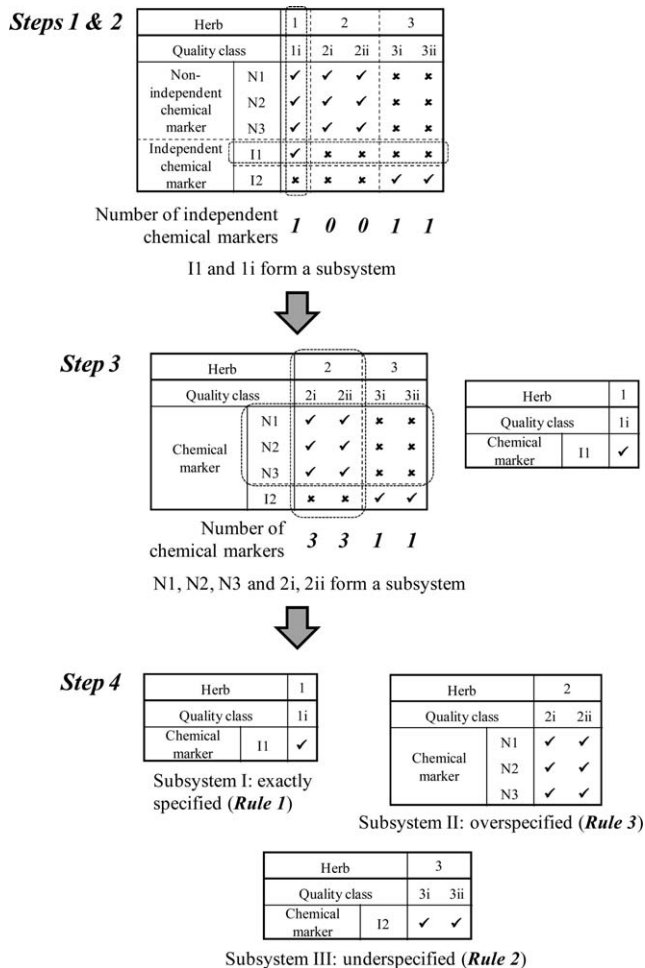 Steps 1 & 2
Herb 1 2 3
Quality class 1i 2i 2ii 3i 3ii
Non-independent chemical marker N1 ✓ ✓ ✓ × ×
N2 ✓ ✓ ✓ × ×
N3 ✓ ✓ ✓ × ×
Independent chemical marker I1 ✓ × × × ×
I2 × × × ✓ ✓
Number of independent chemical markers 1 0 0 1 1
I1 and 1i form a subsystem
Step 3
Herb 2 3
Quality class 2i 2ii 3i 3ii
Chemical marker N1 ✓ ✓ × ×
N2 ✓ ✓ × ×
N3 ✓ ✓ × ×
I2 × × ✓ ✓
Number of chemical markers 3 3 1 1
Herb 1
Quality class 1i
Chemical marker I1 ✓
N1, N2, N3 and 2i, 2ii form a subsystem
Step 4
Herb 1
Quality class 1i
Chemical marker I1 ✓
Subsystem I: exactly
specified (Rule 1)
Herb 2
Quality class 2i 2ii
Chemical marker N1 ✓ ✓
N2 ✓ ✓
N3 ✓ ✓
Subsystem II: overspecified (Rule 3)
Herb 3
Quality class 3i 3ii
Chemical marker I2 ✓ ✓
Subsystem III: underspecified (Rule 2)